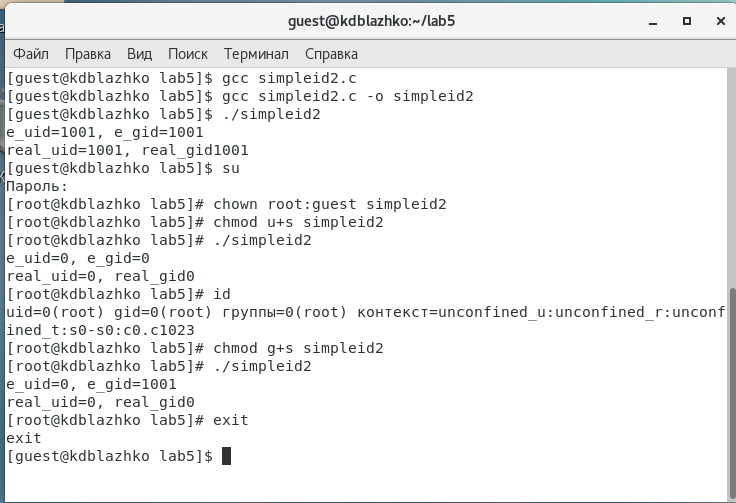 guest@kdblazhko:~/lab5
Файл Правка Вид Поиск Терминал Справка
[guest@kdblazhko lab5]$ gcc simpleid2.c
[guest@kdblazhko lab5]$ gcc simpleid2.c -o simpleid2
[guest@kdblazhko lab5]$ ./simpleid2
e_uid=1001, e_gid=1001
real_uid=1001, real_gid1001
[guest@kdblazhko lab5]$ su
Пароль:
[root@kdblazhko lab5]# chown root:guest simpleid2
[root@kdblazhko lab5]# chmod u+s simpleid2
[root@kdblazhko lab5]# ./simpleid2
e_uid=0, e_gid=0
real_uid=0, real_gid0
[root@kdblazhko lab5]# id
uid=0(root) gid=0(root) группы=0(root) контекст=unconfined_u:unconfined_r:unconf
ined_t:s0-s0:c0.c1023
[root@kdblazhko lab5]# chmod g+s simpleid2
[root@kdblazhko lab5]# ./simpleid2
e_uid=0, e_gid=1001
real_uid=0, real_gid0
[root@kdblazhko lab5]# exit
exit
[guest@kdblazhko lab5]$